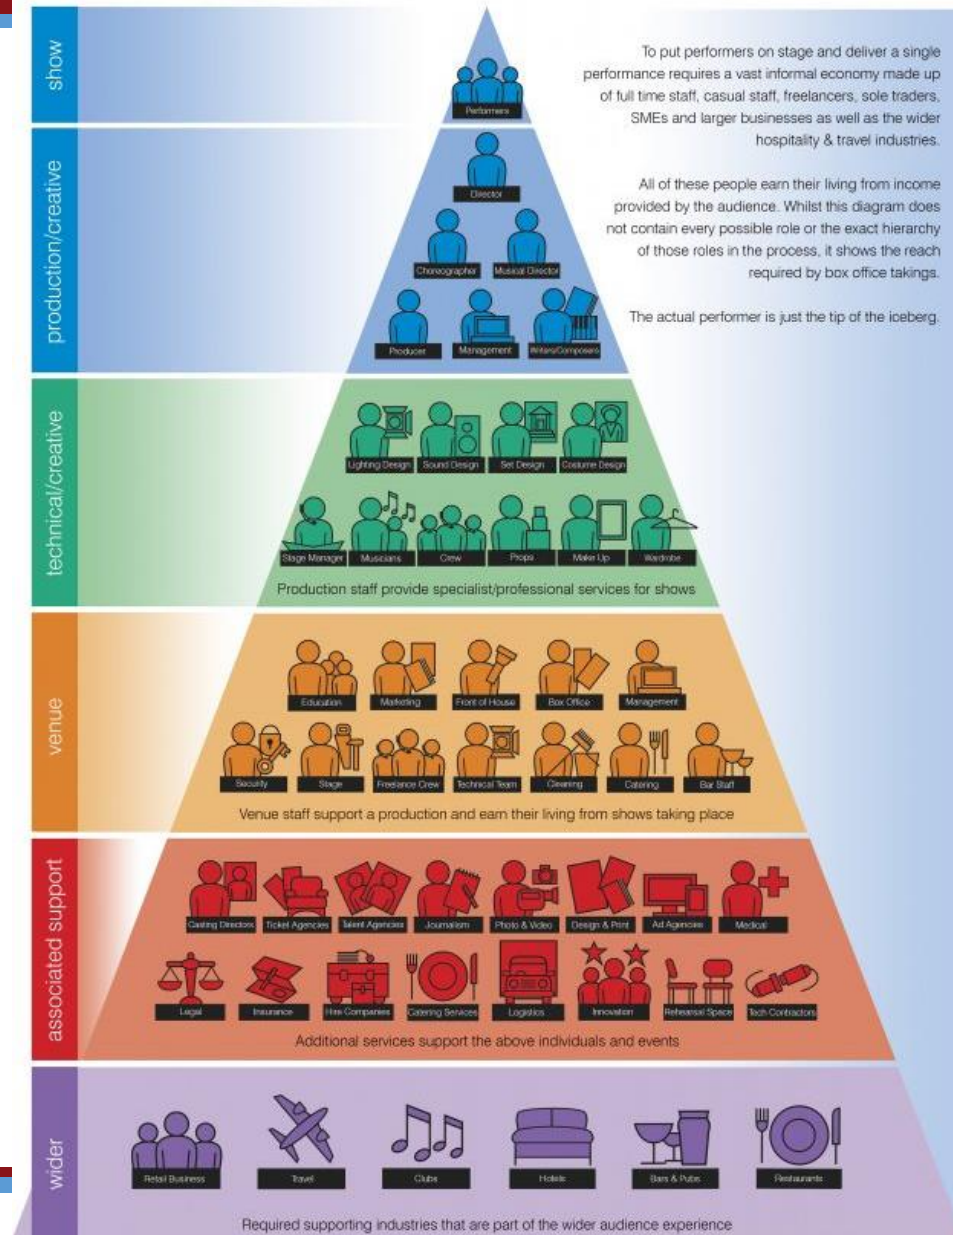 show
Performers
To put performers on stage and deliver a single
performance requires a vast informal economy made up
of full time staff, casual staff, freelancers, sole traders,
SMEs and larger businesses as well as the wider
hospitality & travel industries.
All of these people earn their living from income
provided by the audience. Whilst this diagram does
not contain every possible role or the exact hierarchy
of those roles in the process, it shows the reach
required by box office takings.
The actual performer is just the tip of the iceberg.
production/creative
Director
Choreographer Musical Director
Producer Management Writers/Composers
technical/creative
Lighting Design Sound Design Set Design Costume Design
Stage Manager Musicians Crew Props Make Up Wardrobe
Production staff provide specialist/professional services for shows
venue
Education Marketing Front of House Box Office Management
Security Stage Freelance Crew Technical Team Cleaning Catering Bar Staff
Venue staff support a production and earn their living from shows taking place
associated support
Casting Directors Ticket Agencies Talent Agencies Journalism Photo & Video Design & Print Ad Agencies Medical
Legal Insurance Hire Companies Catering Services Logistics Innovation Rehearsal Space Tech Contractors
Additional services support the above individuals and events
wider
Retail Business Travel Clubs Hotels Bars & Pubs Restaurants
Required supporting industries that are part of the wider audience experience